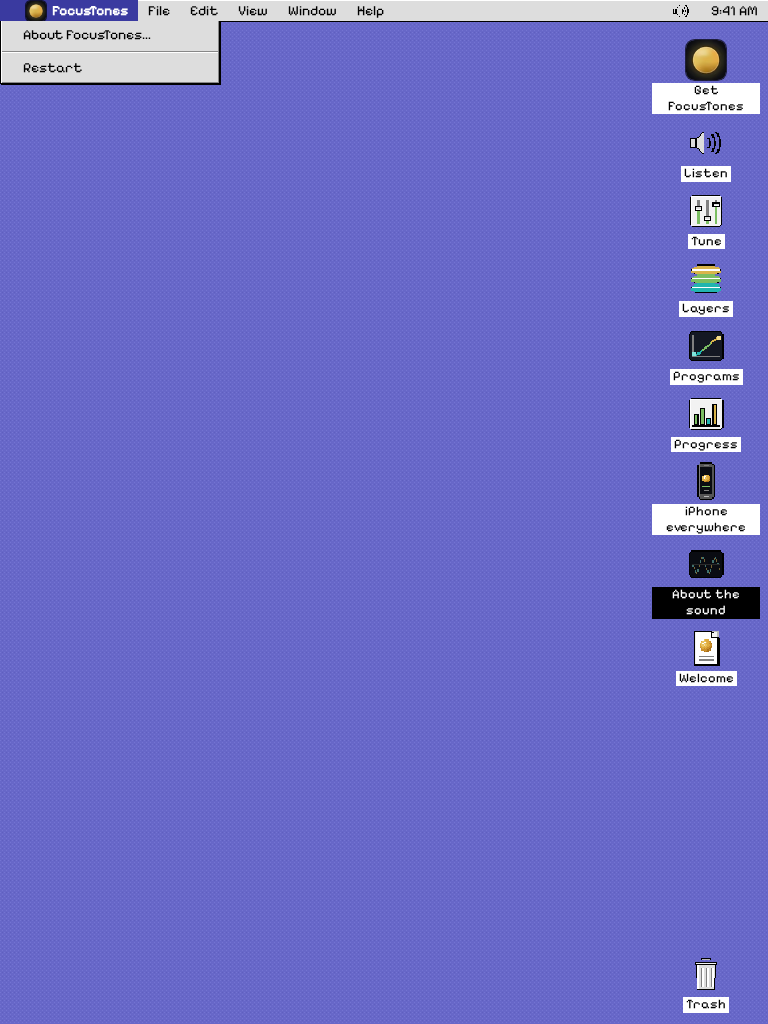 FocusTones File Edit View Window Help 9:41 AM
About FocusTones...
Restart
Get
FocusTones
Listen
Tune
Layers
Programs
Progress
iPhone
everywhere
About the
sound
Welcome
Trash